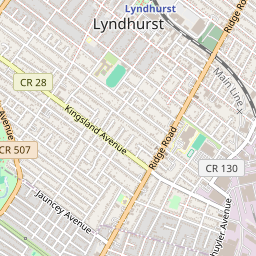 Lyndhurst
Lyndhurst
Ridge Road
Main Line
CR 28
Kingsland Avenue
Avenue
CR 507
Ridge Road
CR 130
Jauncey Avenue
huyler Avenue